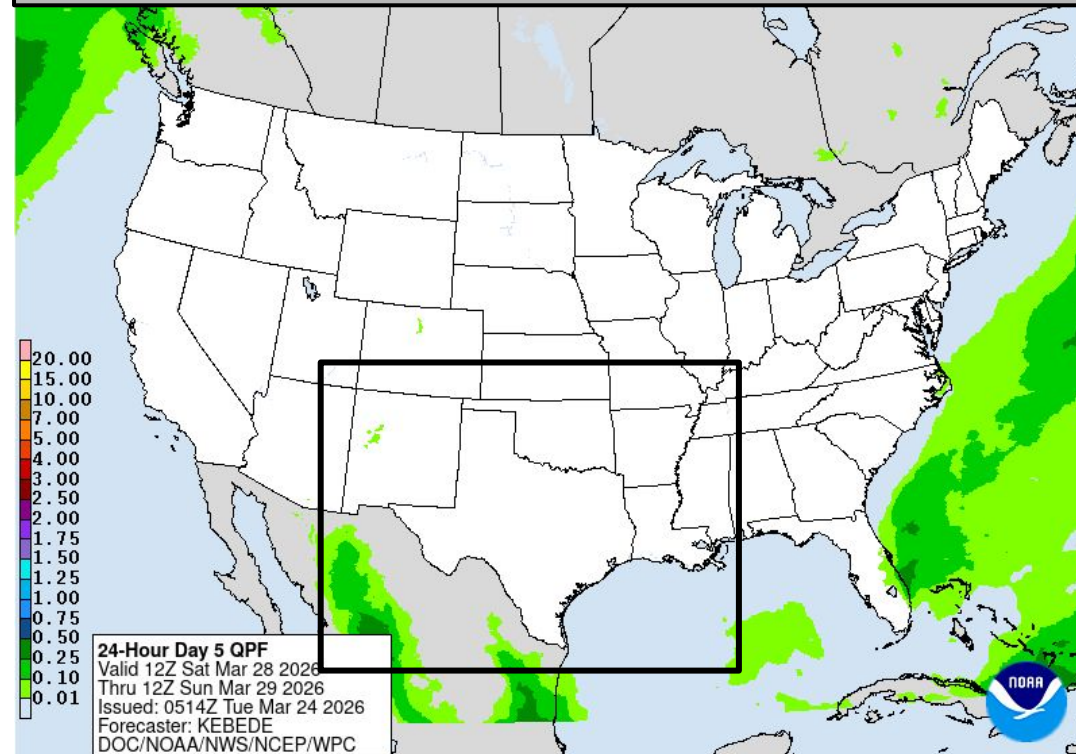 20.00
15.00
10.00
7.00
5.00
4.00
3.00
2.50
2.00
1.75
1.50
1.25
1.00
0.75
0.50
0.25
0.10
0.01
24-Hour Day 5 QPF
Valid 12Z Sat Mar 28 2026
Thru 12Z Sun Mar 29 2026
Issued: 0514Z Tue Mar 24 2026
Forecaster: KEBEDE
DOC/NOAA/NWS/NCEP/WPC
NOAA